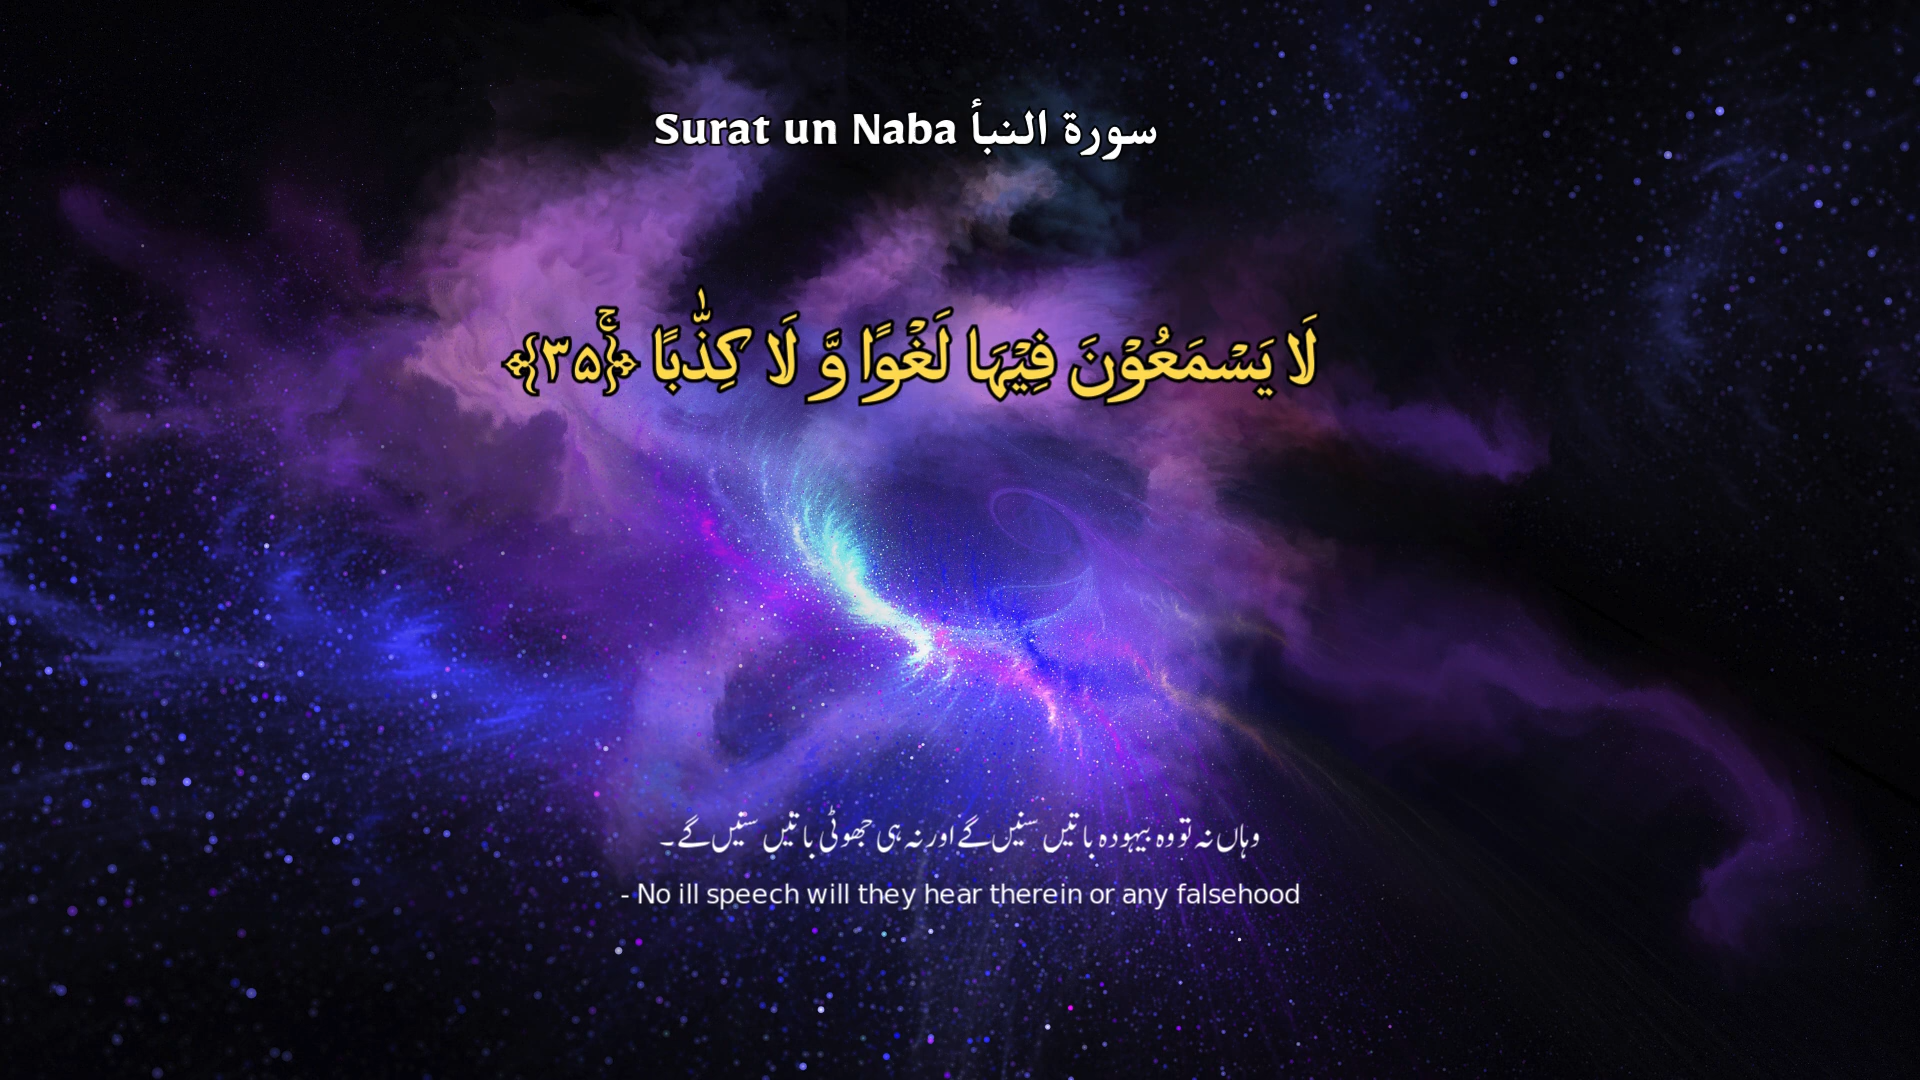 Surat un Naba سورة النبأ
لَا یَسْمَعُوْنَ فِیْهَا لَغْوًا وَّ لَا كِذّٰبًا ﴿ۚ۳۵﴾
وہاں نہ تو وہ بیہودہ باتیں سنیں گے اور نہ ہی جھوٹی باتیں سنیں گے۔
- No ill speech will they hear therein or any falsehood